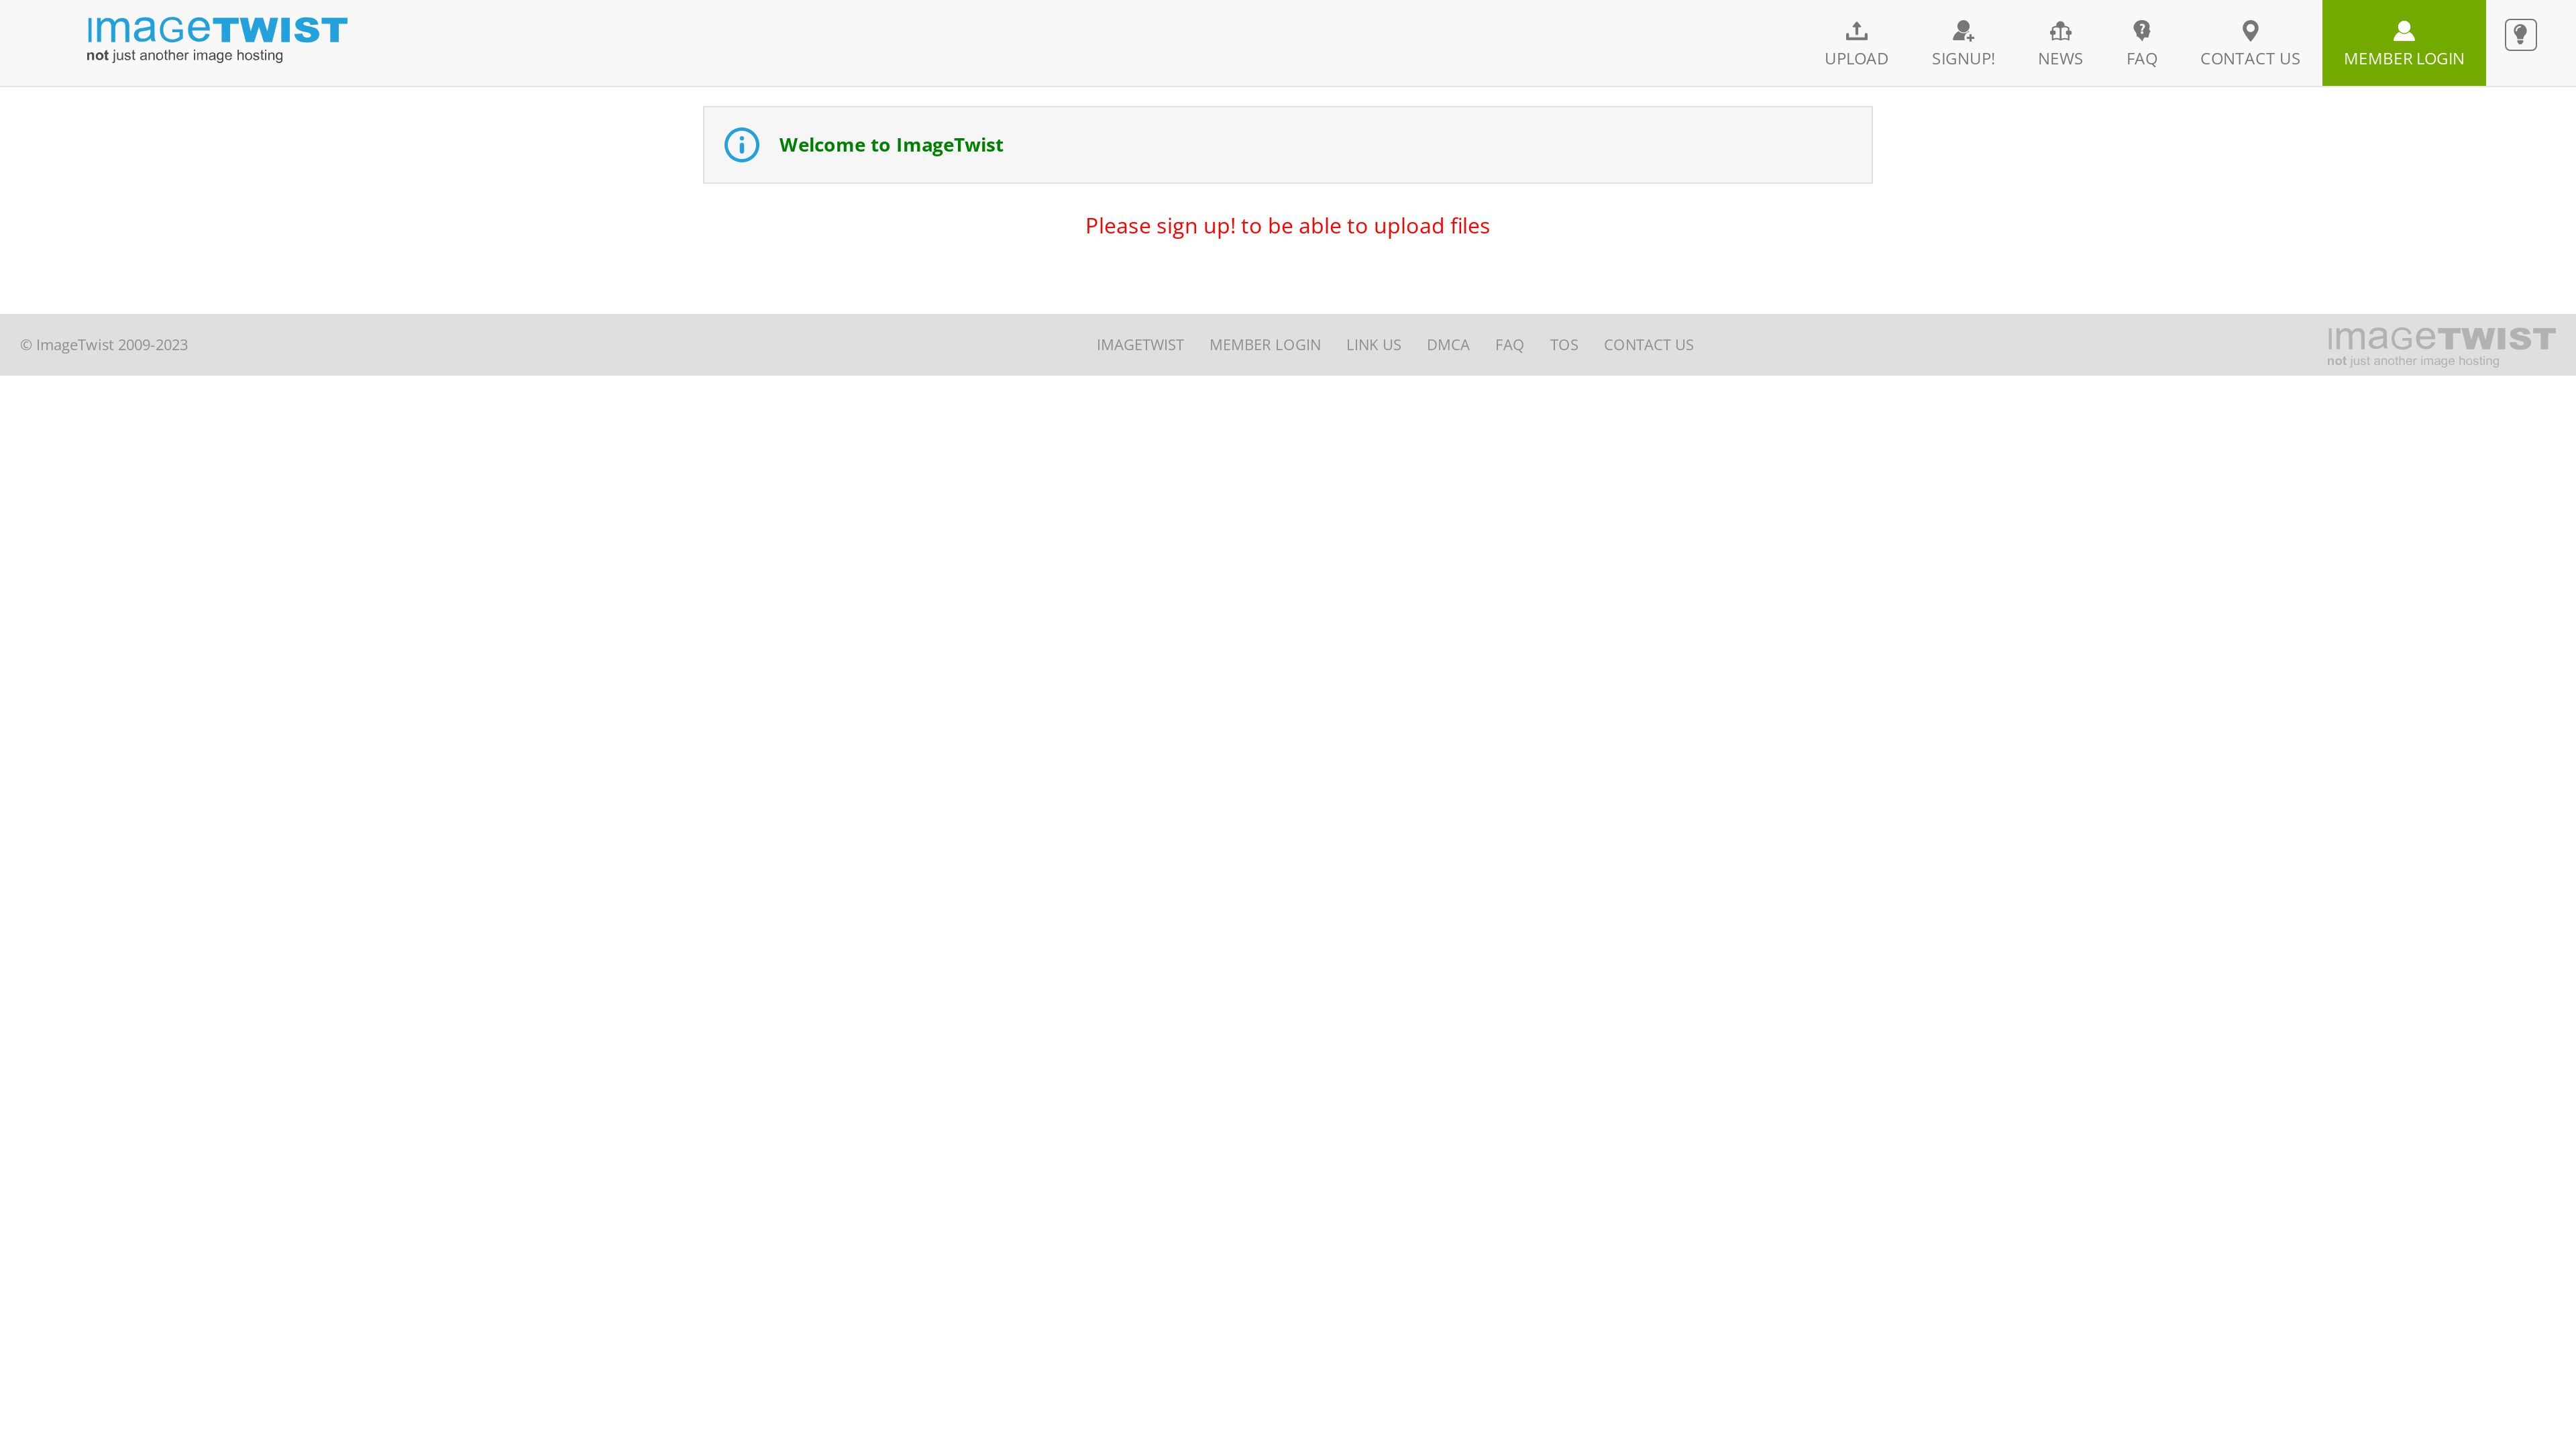 imageTWIST
not just another image hosting
UPLOAD
SIGNUP!
NEWS
FAQ
CONTACT US
MEMBER LOGIN
Welcome to ImageTwist
Please sign up! to be able to upload files
© ImageTwist 2009-2023
IMAGETWIST
MEMBER LOGIN
LINK US
DMCA
FAQ
TOS
CONTACT US
imageTWIST
not just another image hosting